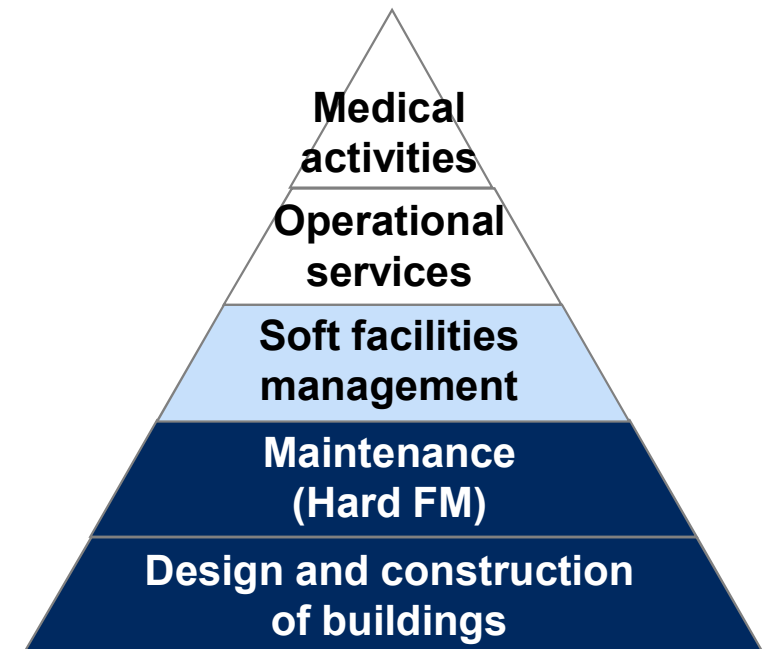 Medical
activities
Operational
services
Soft facilities
management
Maintenance
(Hard FM)
Design and construction
of buildings